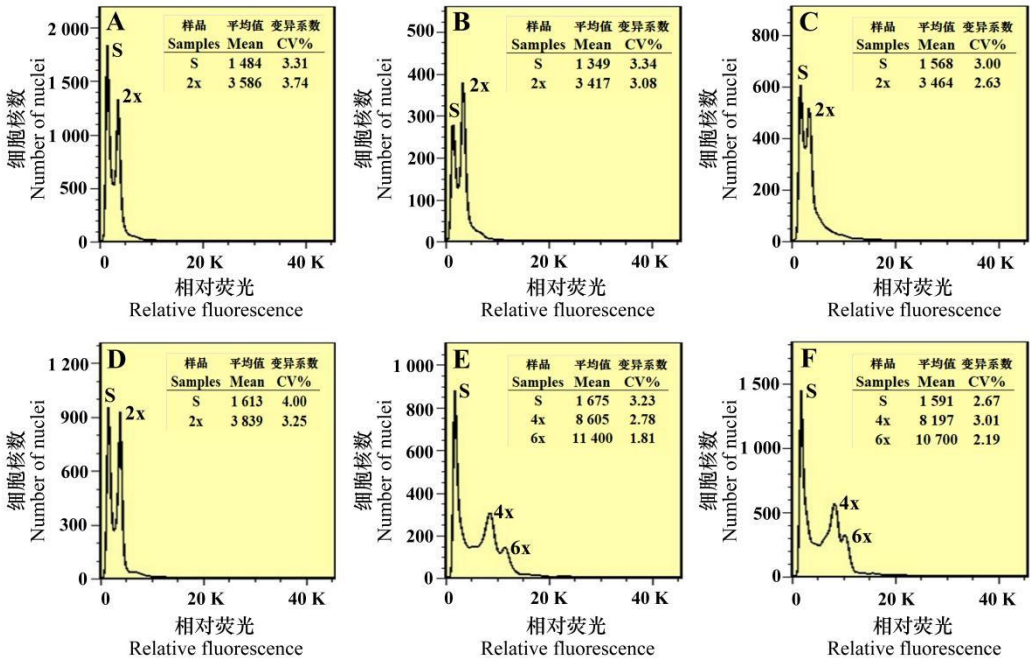 A
样品 平均值 变异系数
Samples Mean CV%
S 1 484 3.31
2x 3 586 3.74
S
2x
2 000
1 500
1 000
500
0
细胞核数
Number of nuclei
0 20 K 40 K
相对荧光
Relative fluorescence
B
样品 平均值 变异系数
Samples Mean CV%
S 1 349 3.34
2x 3 417 3.08
S
2x
500
400
300
200
100
0
细胞核数
Number of nuclei
0 20 K 40 K
相对荧光
Relative fluorescence
C
样品 平均值 变异系数
Samples Mean CV%
S 1 568 3.00
2x 3 464 2.63
S
2x
800
600
400
200
0
细胞核数
Number of nuclei
0 20 K 40 K
相对荧光
Relative fluorescence
D
样品 平均值 变异系数
Samples Mean CV%
S 1 613 4.00
2x 3 839 3.25
S
2x
1 200
900
600
300
0
细胞核数
Number of nuclei
0 20 K 40 K
相对荧光
Relative fluorescence
E
样品 平均值 变异系数
Samples Mean CV%
S 1 675 3.23
4x 8 605 2.78
6x 11 400 1.81
S
4x
6x
1 000
800
600
400
200
0
细胞核数
Number of nuclei
0 20 K 40 K
相对荧光
Relative fluorescence
F
样品 平均值 变异系数
Samples Mean CV%
S 1 591 2.67
4x 8 197 3.01
6x 10 700 2.19
S
4x
6x
1 500
1 000
500
0
细胞核数
Number of nuclei
0 20 K 40 K
相对荧光
Relative fluorescence